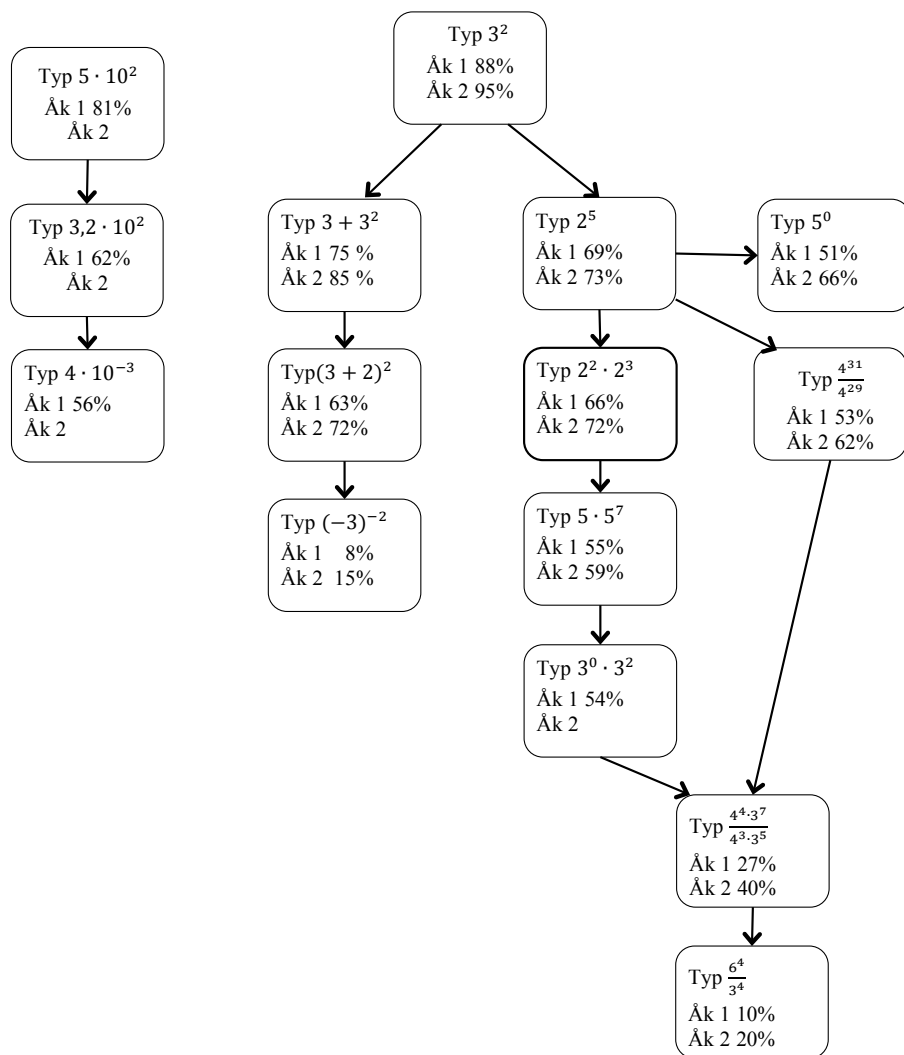 Typ 5 · 10²
Åk 1 81%
Åk 2
Typ 3,2 · 10²
Åk 1 62%
Åk 2
Typ 4 · 10⁻³
Åk 1 56%
Åk 2
Typ 3²
Åk 1 88%
Åk 2 95%
Typ 3 + 3²
Åk 1 75 %
Åk 2 85 %
Typ(3 + 2)²
Åk 1 63%
Åk 2 72%
Typ (−3)⁻²
Åk 1 8%
Åk 2 15%
Typ 2⁵
Åk 1 69%
Åk 2 73%
Typ 2² · 2³
Åk 1 66%
Åk 2 72%
Typ 5 · 5⁷
Åk 1 55%
Åk 2 59%
Typ 3⁰ · 3²
Åk 1 54%
Åk 2
Typ 5⁰
Åk 1 51%
Åk 2 66%
Typ 4³¹/4²⁹
Åk 1 53%
Åk 2 62%
Typ 4⁴·3⁷/4³·3⁵
Åk 1 27%
Åk 2 40%
Typ 6⁴/3⁴
Åk 1 10%
Åk 2 20%